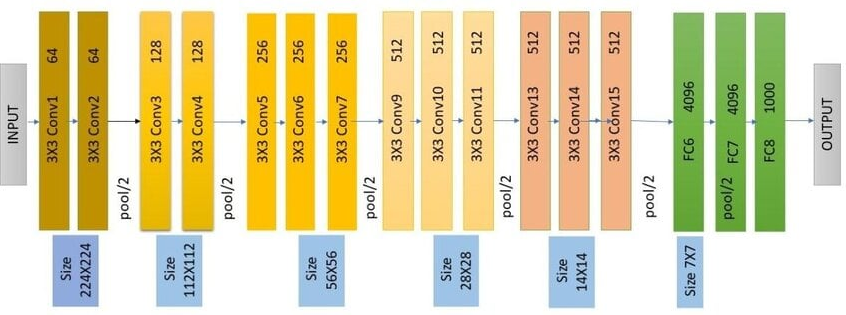 INPUT
3X3 Conv1 64
3X3 Conv2 64
pool/2
3X3 Conv3 128
3X3 Conv4 128
pool/2
3X3 Conv5 256
3X3 Conv6 256
3X3 Conv7 256
pool/2
3X3 Conv9 512
3X3 Conv10 512
3X3 Conv11 512
pool/2
3X3 Conv13 512
3X3 Conv14 512
3X3 Conv15 512
pool/2
FC6 4096
FC7 4096
pool/2
FC8 1000
OUTPUT
Size
224X224
Size
112X112
Size
56X56
Size
28X28
Size
14X14
Size 7X7